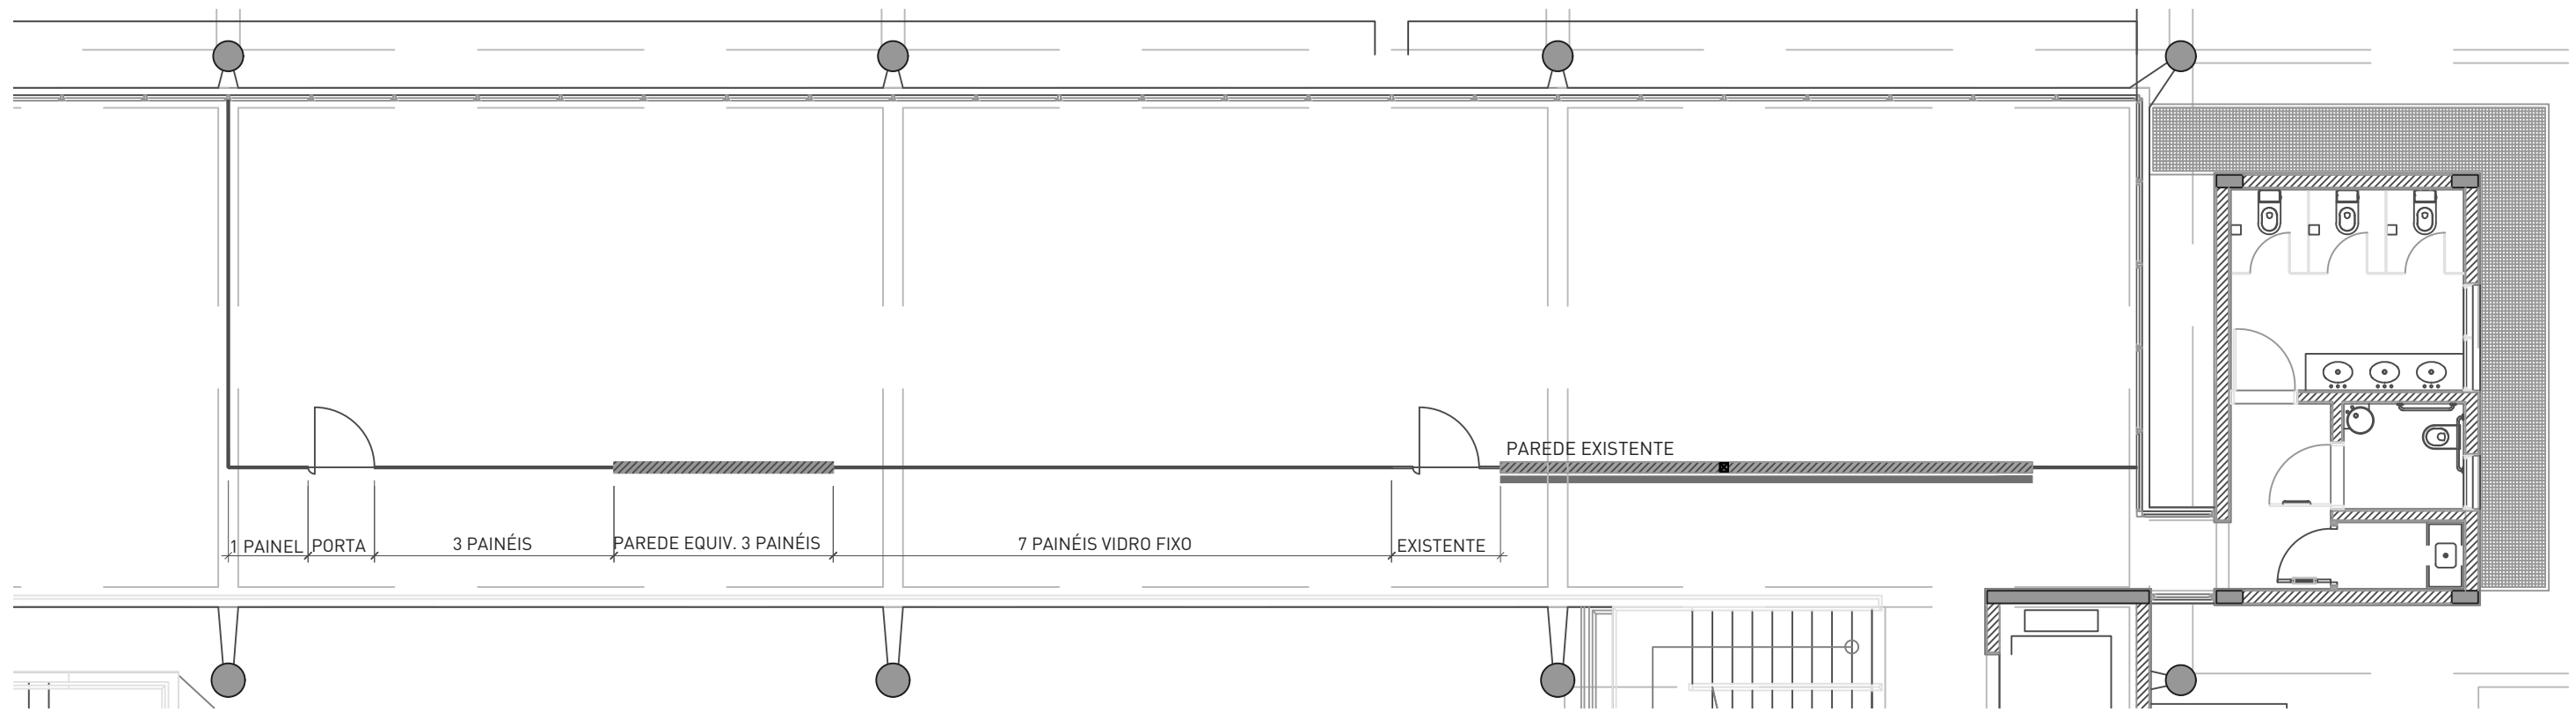 PAREDE EXISTENTE
1 PAINEL
PORTA
3 PAINÉIS
PAREDE EQUIV. 3 PAINÉIS
7 PAINÉIS VIDRO FIXO
EXISTENTE